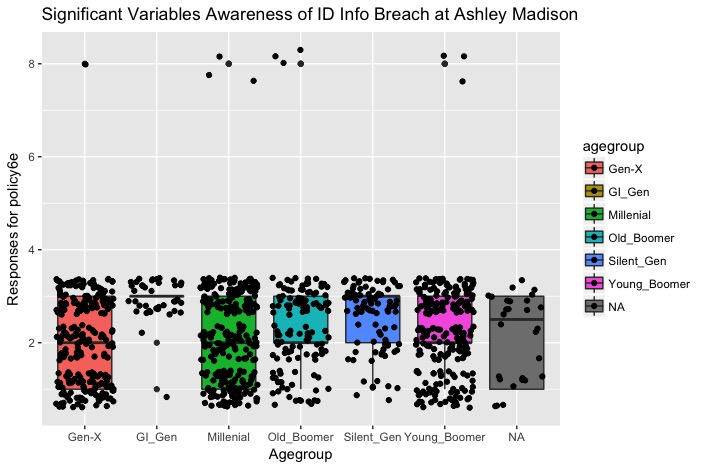 Significant Variables Awareness of ID Info Breach at Ashley Madison
8
6
4
2
Responses for policy6e
Gen-X GI_Gen Millenial Old_Boomer Silent_Gen Young_Boomer NA
Agegroup
agegroup
Gen-X
GI_Gen
Millenial
Old_Boomer
Silent_Gen
Young_Boomer
NA